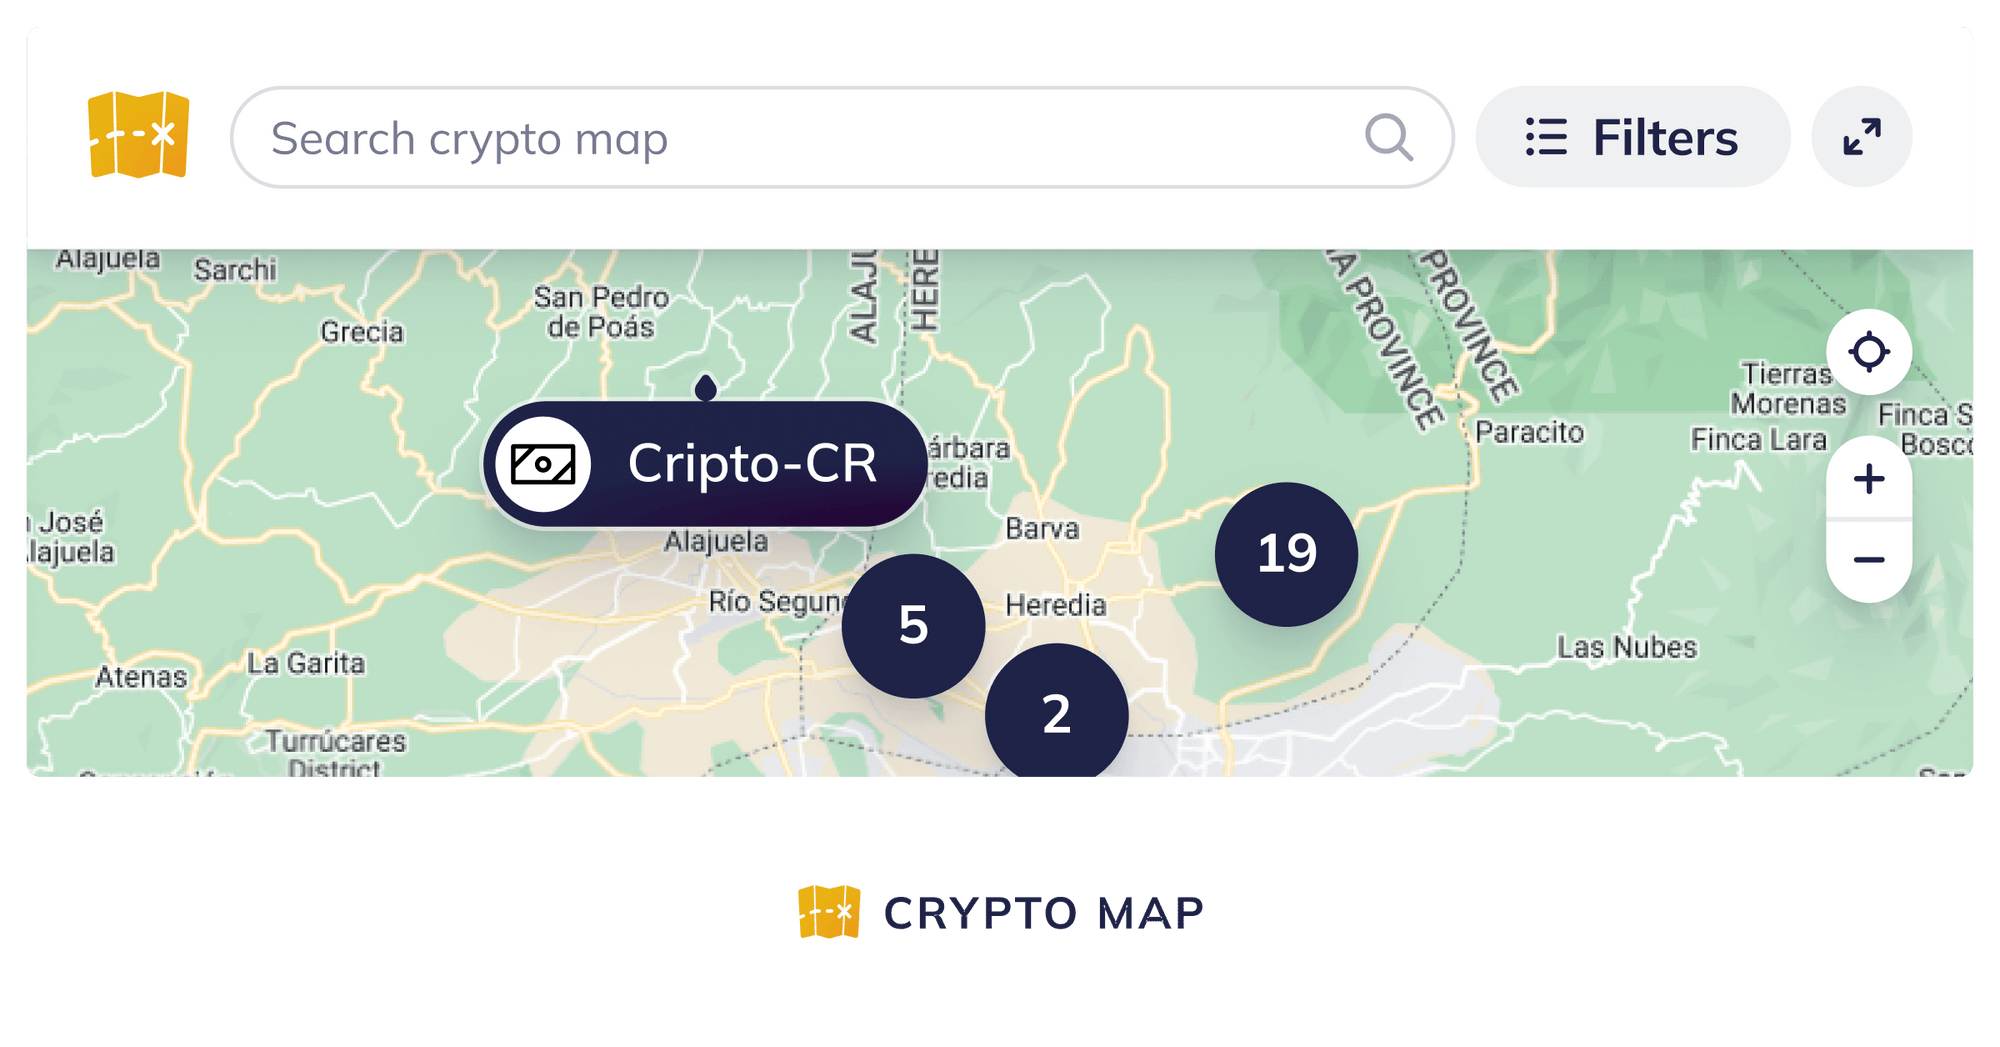 Search crypto map
Filters
Alajuela
Sarchi
San Pedro
de Poás
Grecia
ALAJU
HERE
A PROVINCE
PROVINCE
Tierras
Morenas
Finca S
Finca Lara
Bosco
Paracito
Cripto-CR
árbara
redia
José
lajuela
Alajuela
Barva
19
Río Segun
5
Heredia
Las Nubes
La Garita
Atenas
2
Turrúcares
District
CRYPTO MAP